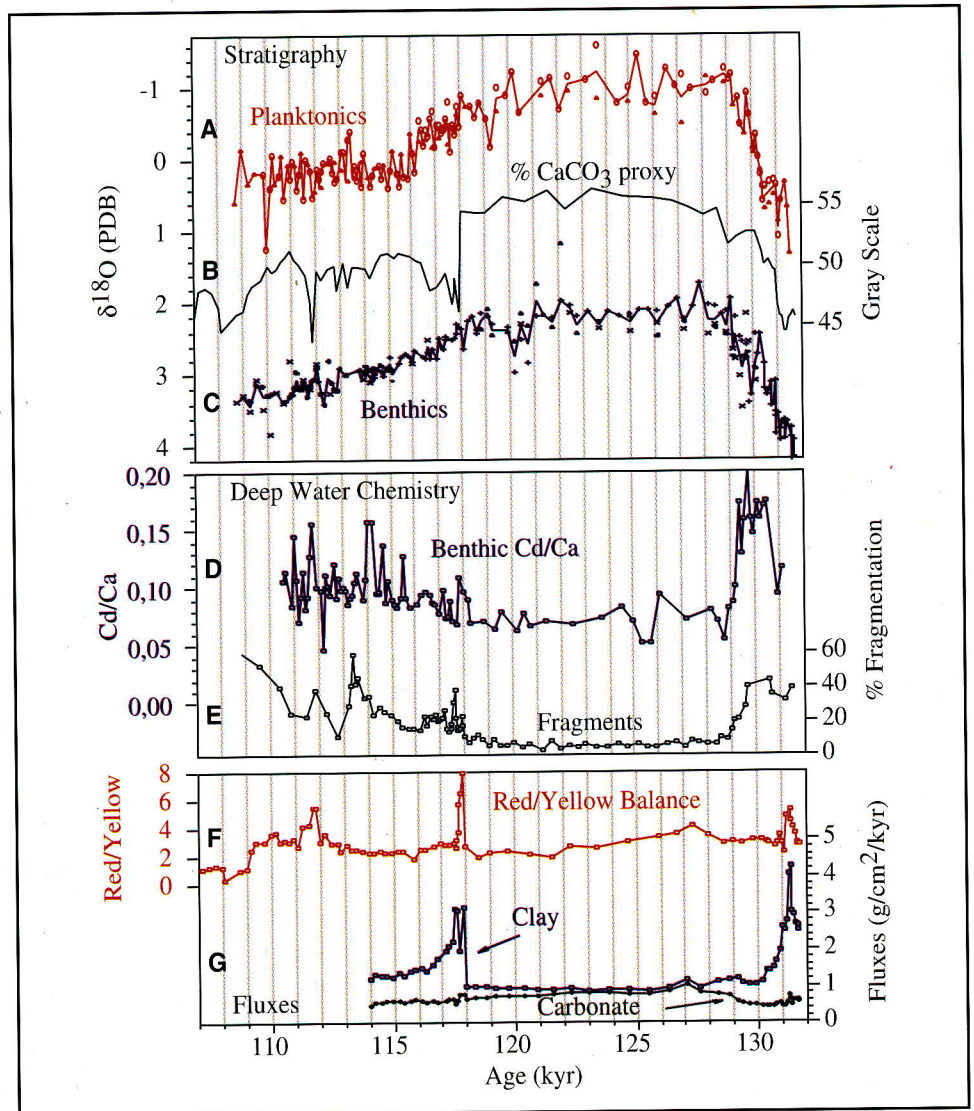 Stratigraphy
Planktonics
A
-1
0
1
2
3
4
δ18O (PDB)
% CaCO3 proxy
B
55
50
45
Gray Scale
C
Benthics
Deep Water Chemistry
Benthic Cd/Ca
D
0,20
0,15
0,10
0,05
0,00
Cd/Ca
E
Fragments
60
40
20
0
% Fragmentation
Red/Yellow Balance
F
8
6
4
2
0
Red/Yellow
Clay
G
Fluxes
Carbonate
5
4
3
2
1
0
Fluxes (g/cm2/kyr)
110
115
120
125
130
Age (kyr)